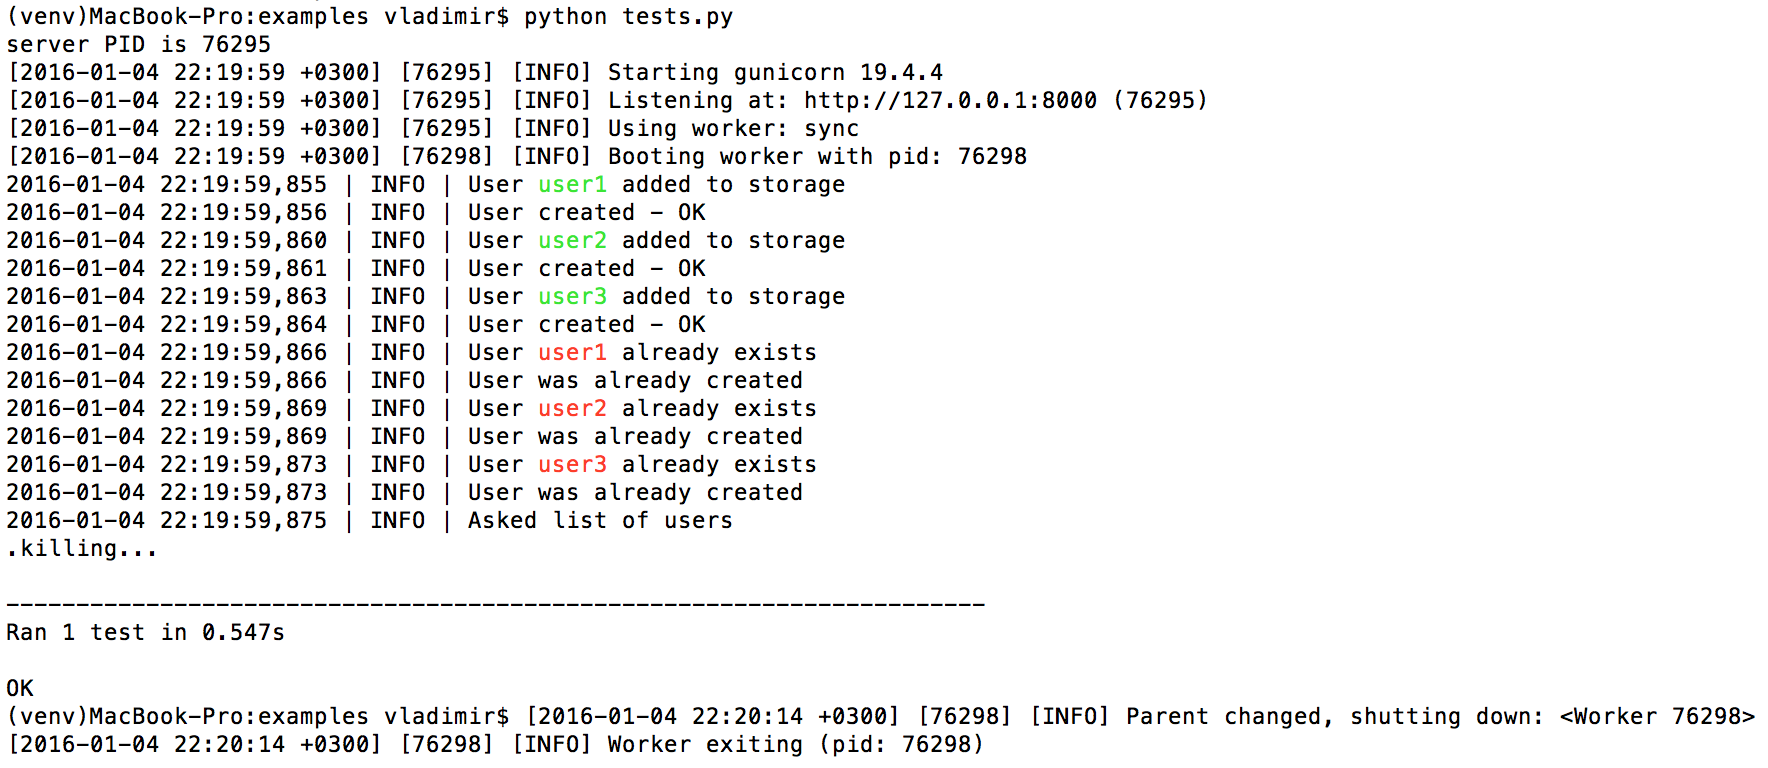 (venv)MacBook-Pro:examples vladimir$ python tests.py
server PID is 76295
[2016-01-04 22:19:59 +0300] [76295] [INFO] Starting gunicorn 19.4.4
[2016-01-04 22:19:59 +0300] [76295] [INFO] Listening at: http://127.0.0.1:8000 (76295)
[2016-01-04 22:19:59 +0300] [76295] [INFO] Using worker: sync
[2016-01-04 22:19:59 +0300] [76298] [INFO] Booting worker with pid: 76298
2016-01-04 22:19:59,855 | INFO | User user1 added to storage
2016-01-04 22:19:59,856 | INFO | User created - OK
2016-01-04 22:19:59,860 | INFO | User user2 added to storage
2016-01-04 22:19:59,861 | INFO | User created - OK
2016-01-04 22:19:59,863 | INFO | User user3 added to storage
2016-01-04 22:19:59,864 | INFO | User created - OK
2016-01-04 22:19:59,866 | INFO | User user1 already exists
2016-01-04 22:19:59,866 | INFO | User was already created
2016-01-04 22:19:59,869 | INFO | User user2 already exists
2016-01-04 22:19:59,869 | INFO | User was already created
2016-01-04 22:19:59,873 | INFO | User user3 already exists
2016-01-04 22:19:59,873 | INFO | User was already created
2016-01-04 22:19:59,875 | INFO | Asked list of users
.killing...
----------------------------------------------------------------------
Ran 1 test in 0.547s
OK
(venv)MacBook-Pro:examples vladimir$ [2016-01-04 22:20:14 +0300] [76298] [INFO] Parent changed, shutting down: <Worker 76298>
[2016-01-04 22:20:14 +0300] [76298] [INFO] Worker exiting (pid: 76298)